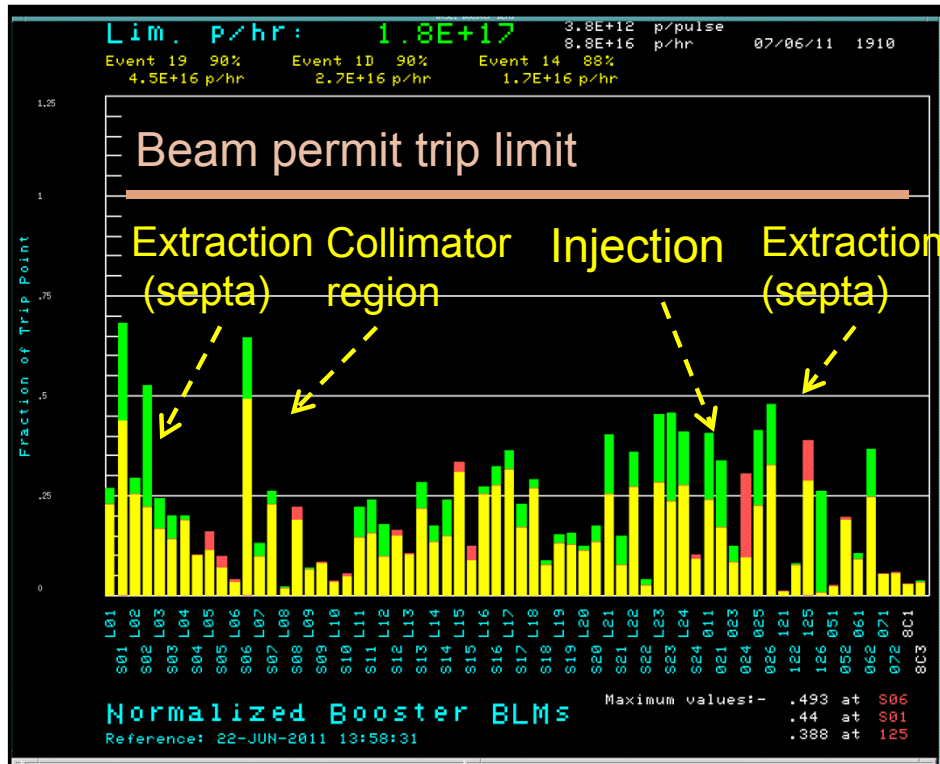 Lim. p/hr: 1.8E+17 3.8E+12 p/pulse
8.8E+16 p/hr 07/06/11 1910
Event 19 90% Event 1D 90% Event 14 88%
4.5E+16 p/hr 2.7E+16 p/hr 1.7E+16 p/hr
1.25
Beam permit trip limit
1
Extraction (septa)
Collimator region
Injection
Extraction (septa)
.75
.5
.25
0
Fraction of Trip Point
L01 L02 L03 L04 L05 L06 L07 L08 L09 L10 L11 L12 L13 L14 L15 L16 L17 L18 L19 L20 L21 L22 L23 L24 011 023 025 121 125 051 061 071 8C1
S01 S02 S03 S04 S05 S06 S07 S08 S09 S10 S11 S12 S13 S14 S15 S16 S17 S18 S19 S20 S21 S22 S23 S24 021 024 026 122 126 052 062 072 8C3
Normalized Booster BLMs
Reference: 22-JUN-2011 13:58:31
Maximum values:- .493 at S06
.44 at S01
.388 at 125